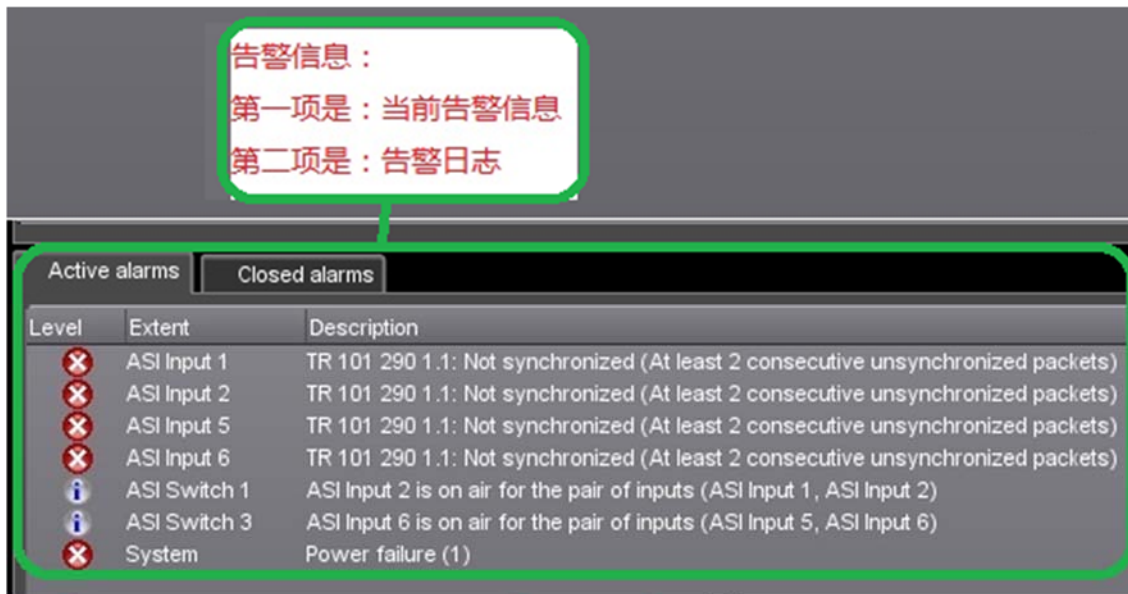 告警信息：
第一项是：当前告警信息
第二项是：告警日志
Active alarms Closed alarms
Level Extent Description
ASI Input 1 TR 101 290 1.1: Not synchronized (At least 2 consecutive unsynchronized packets)
ASI Input 2 TR 101 290 1.1: Not synchronized (At least 2 consecutive unsynchronized packets)
ASI Input 5 TR 101 290 1.1: Not synchronized (At least 2 consecutive unsynchronized packets)
ASI Input 6 TR 101 290 1.1: Not synchronized (At least 2 consecutive unsynchronized packets)
ASI Switch 1 ASI Input 2 is on air for the pair of inputs (ASI Input 1, ASI Input 2)
ASI Switch 3 ASI Input 6 is on air for the pair of inputs (ASI Input 5, ASI Input 6)
System Power failure (1)